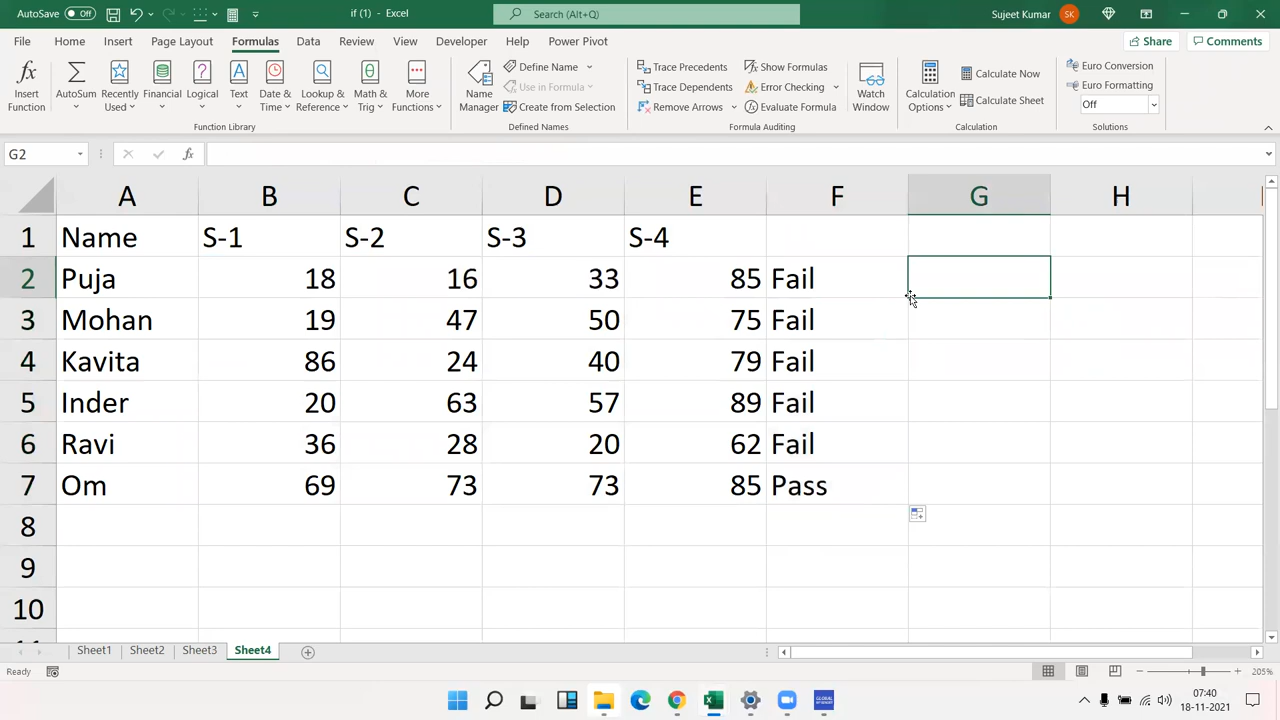 AutoSave Off if (1) - Excel Search (Alt+Q) Sujeet Kumar SK
File Home Insert Page Layout Formulas Data Review View Developer Help Power Pivot Share Comments
Insert Function AutoSum Recently Used Financial Logical Text Date & Time Lookup & Reference Math & Trig More Functions Name Manager Define Name Use in Formula Create from Selection Trace Precedents Trace Dependents Remove Arrows Show Formulas Error Checking Evaluate Formula Watch Window Calculation Options Calculate Now Calculate Sheet Euro Conversion Euro Formatting Off
Function Library Defined Names Formula Auditing Calculation Solutions
G2 fx
A B C D E F G H
1 Name S-1 S-2 S-3 S-4
2 Puja 18 16 33 85 Fail
3 Mohan 19 47 50 75 Fail
4 Kavita 86 24 40 79 Fail
5 Inder 20 63 57 89 Fail
6 Ravi 36 28 20 62 Fail
7 Om 69 73 73 85 Pass
8
9
10
Sheet1 Sheet2 Sheet3 Sheet4
Ready 205%
07:40
18-11-2021